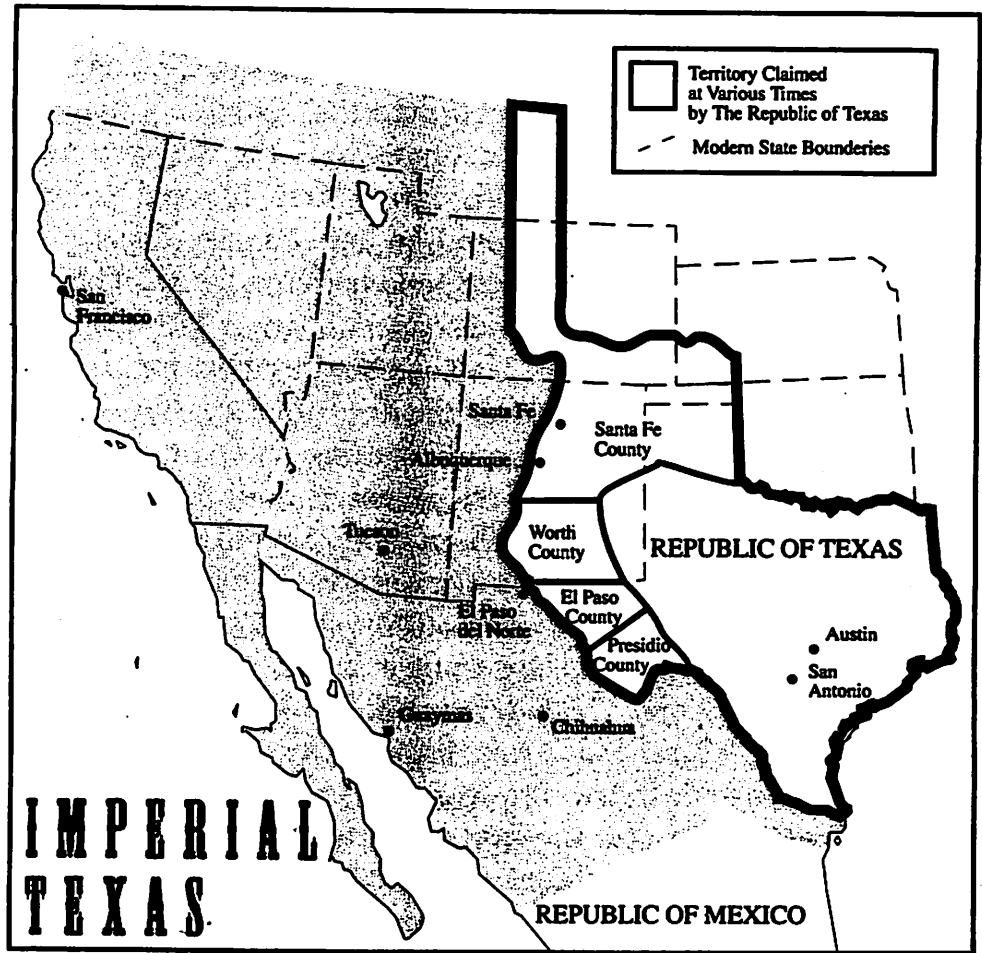 Territory Claimed
at Various Times
by The Republic of Texas
Modern State Bounderies
San
Francisco
Santa Fe
Santa Fe
County
Albuquerque
Tucson
Worth
County
REPUBLIC OF TEXAS
El Paso
del Norte
El Paso
County
Presidio
County
Austin
San
Antonio
Guaymas
Chihuahua
IMPERIAL
TEXAS
REPUBLIC OF MEXICO